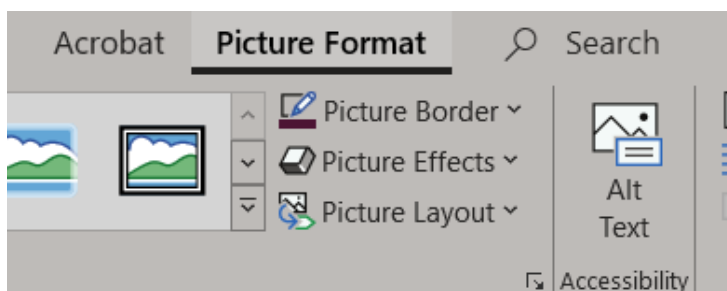 Acrobat Picture Format Search
Picture Border
Picture Effects
Picture Layout
Alt
Text
Accessibility